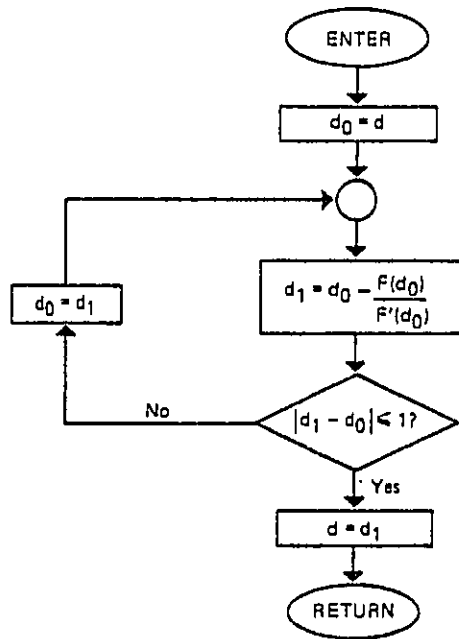 ENTER
d₀ = d
d₁ = d₀ − F(d₀)/F'(d₀)
d₀ = d₁
No
|d₁ − d₀| ⩽ 1?
Yes
d = d₁
RETURN